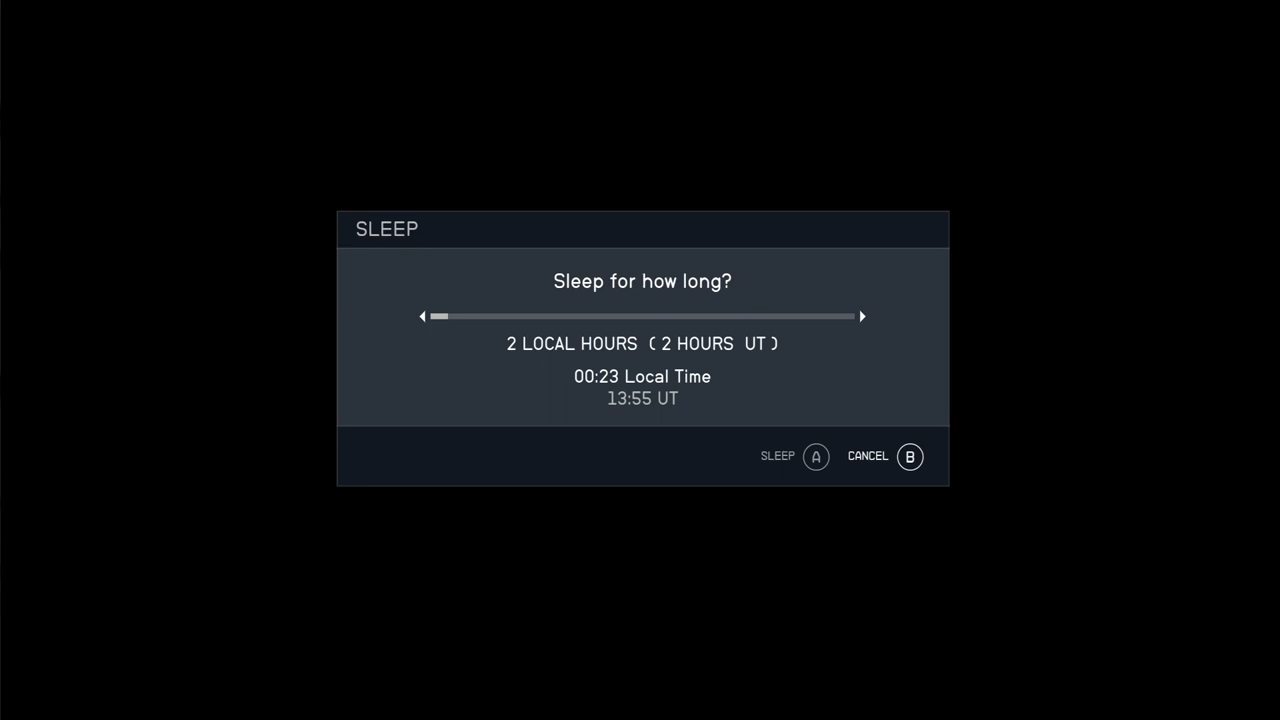 SLEEP
Sleep for how long?
2 LOCAL HOURS ( 2 HOURS UT )
00:23 Local Time
13:55 UT
SLEEP A CANCEL B